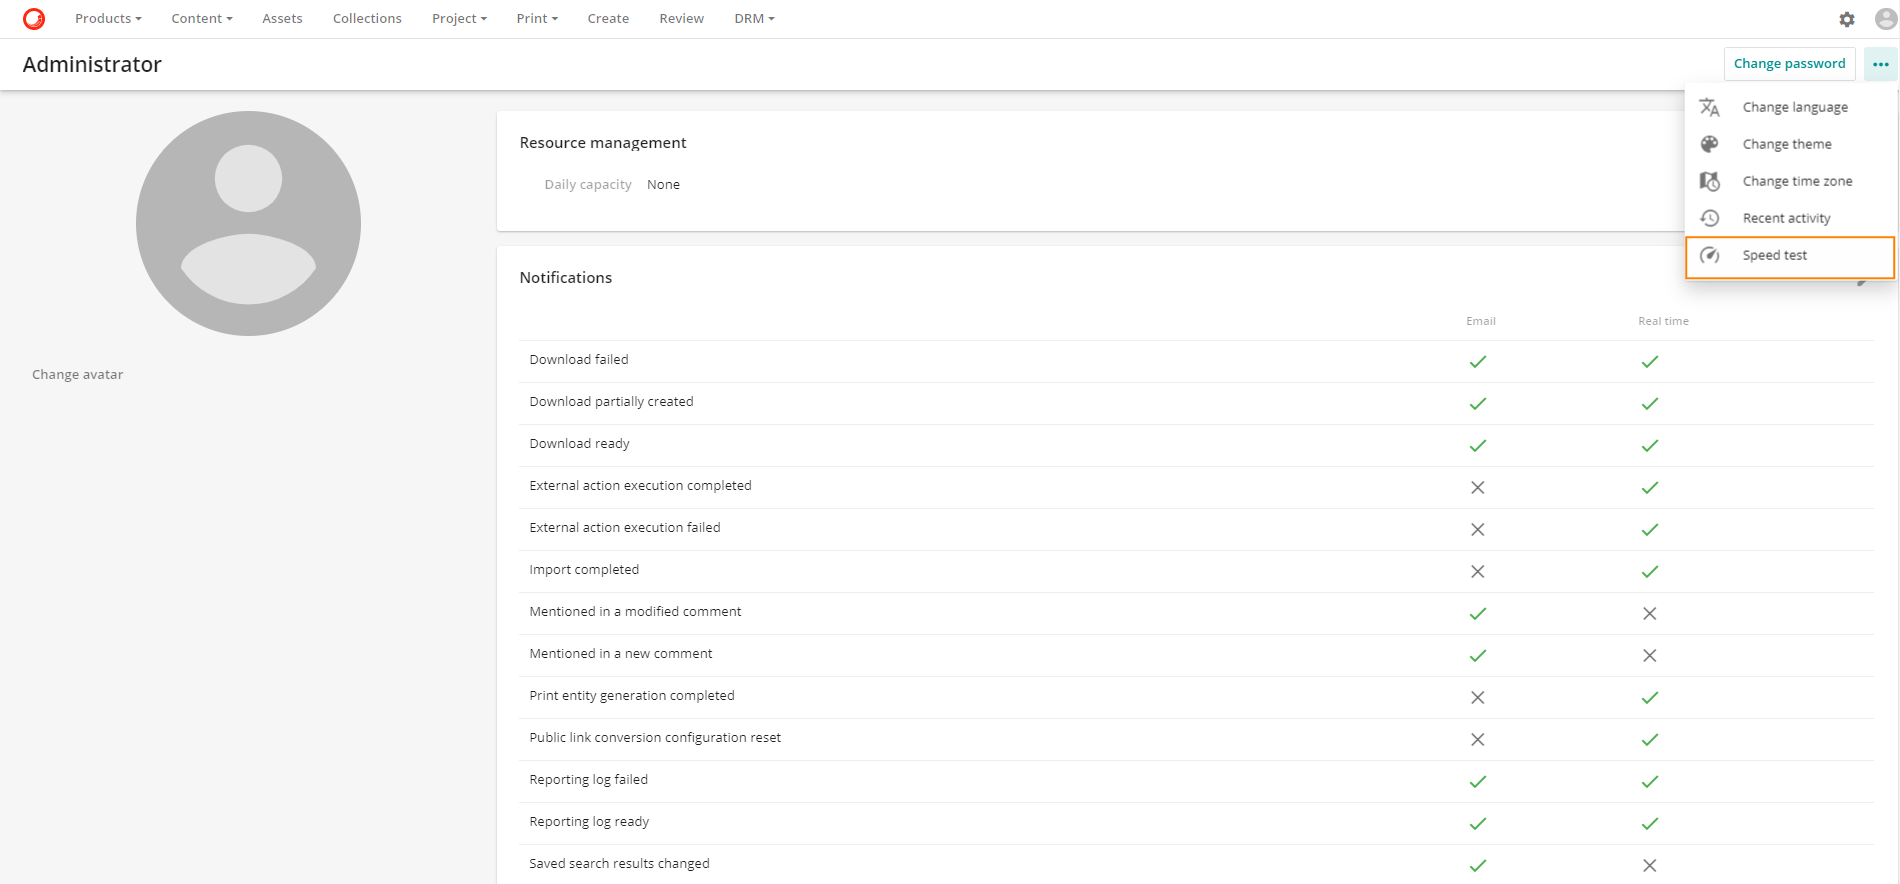 Products Content Assets Collections Project Print Create Review DRM
Administrator
Change password
Change language
Change theme
Change time zone
Recent activity
Speed test
Change avatar
Resource management
Daily capacity None
Notifications
Email Real time
Download failed
Download partially created
Download ready
External action execution completed
External action execution failed
Import completed
Mentioned in a modified comment
Mentioned in a new comment
Print entity generation completed
Public link conversion configuration reset
Reporting log failed
Reporting log ready
Saved search results changed